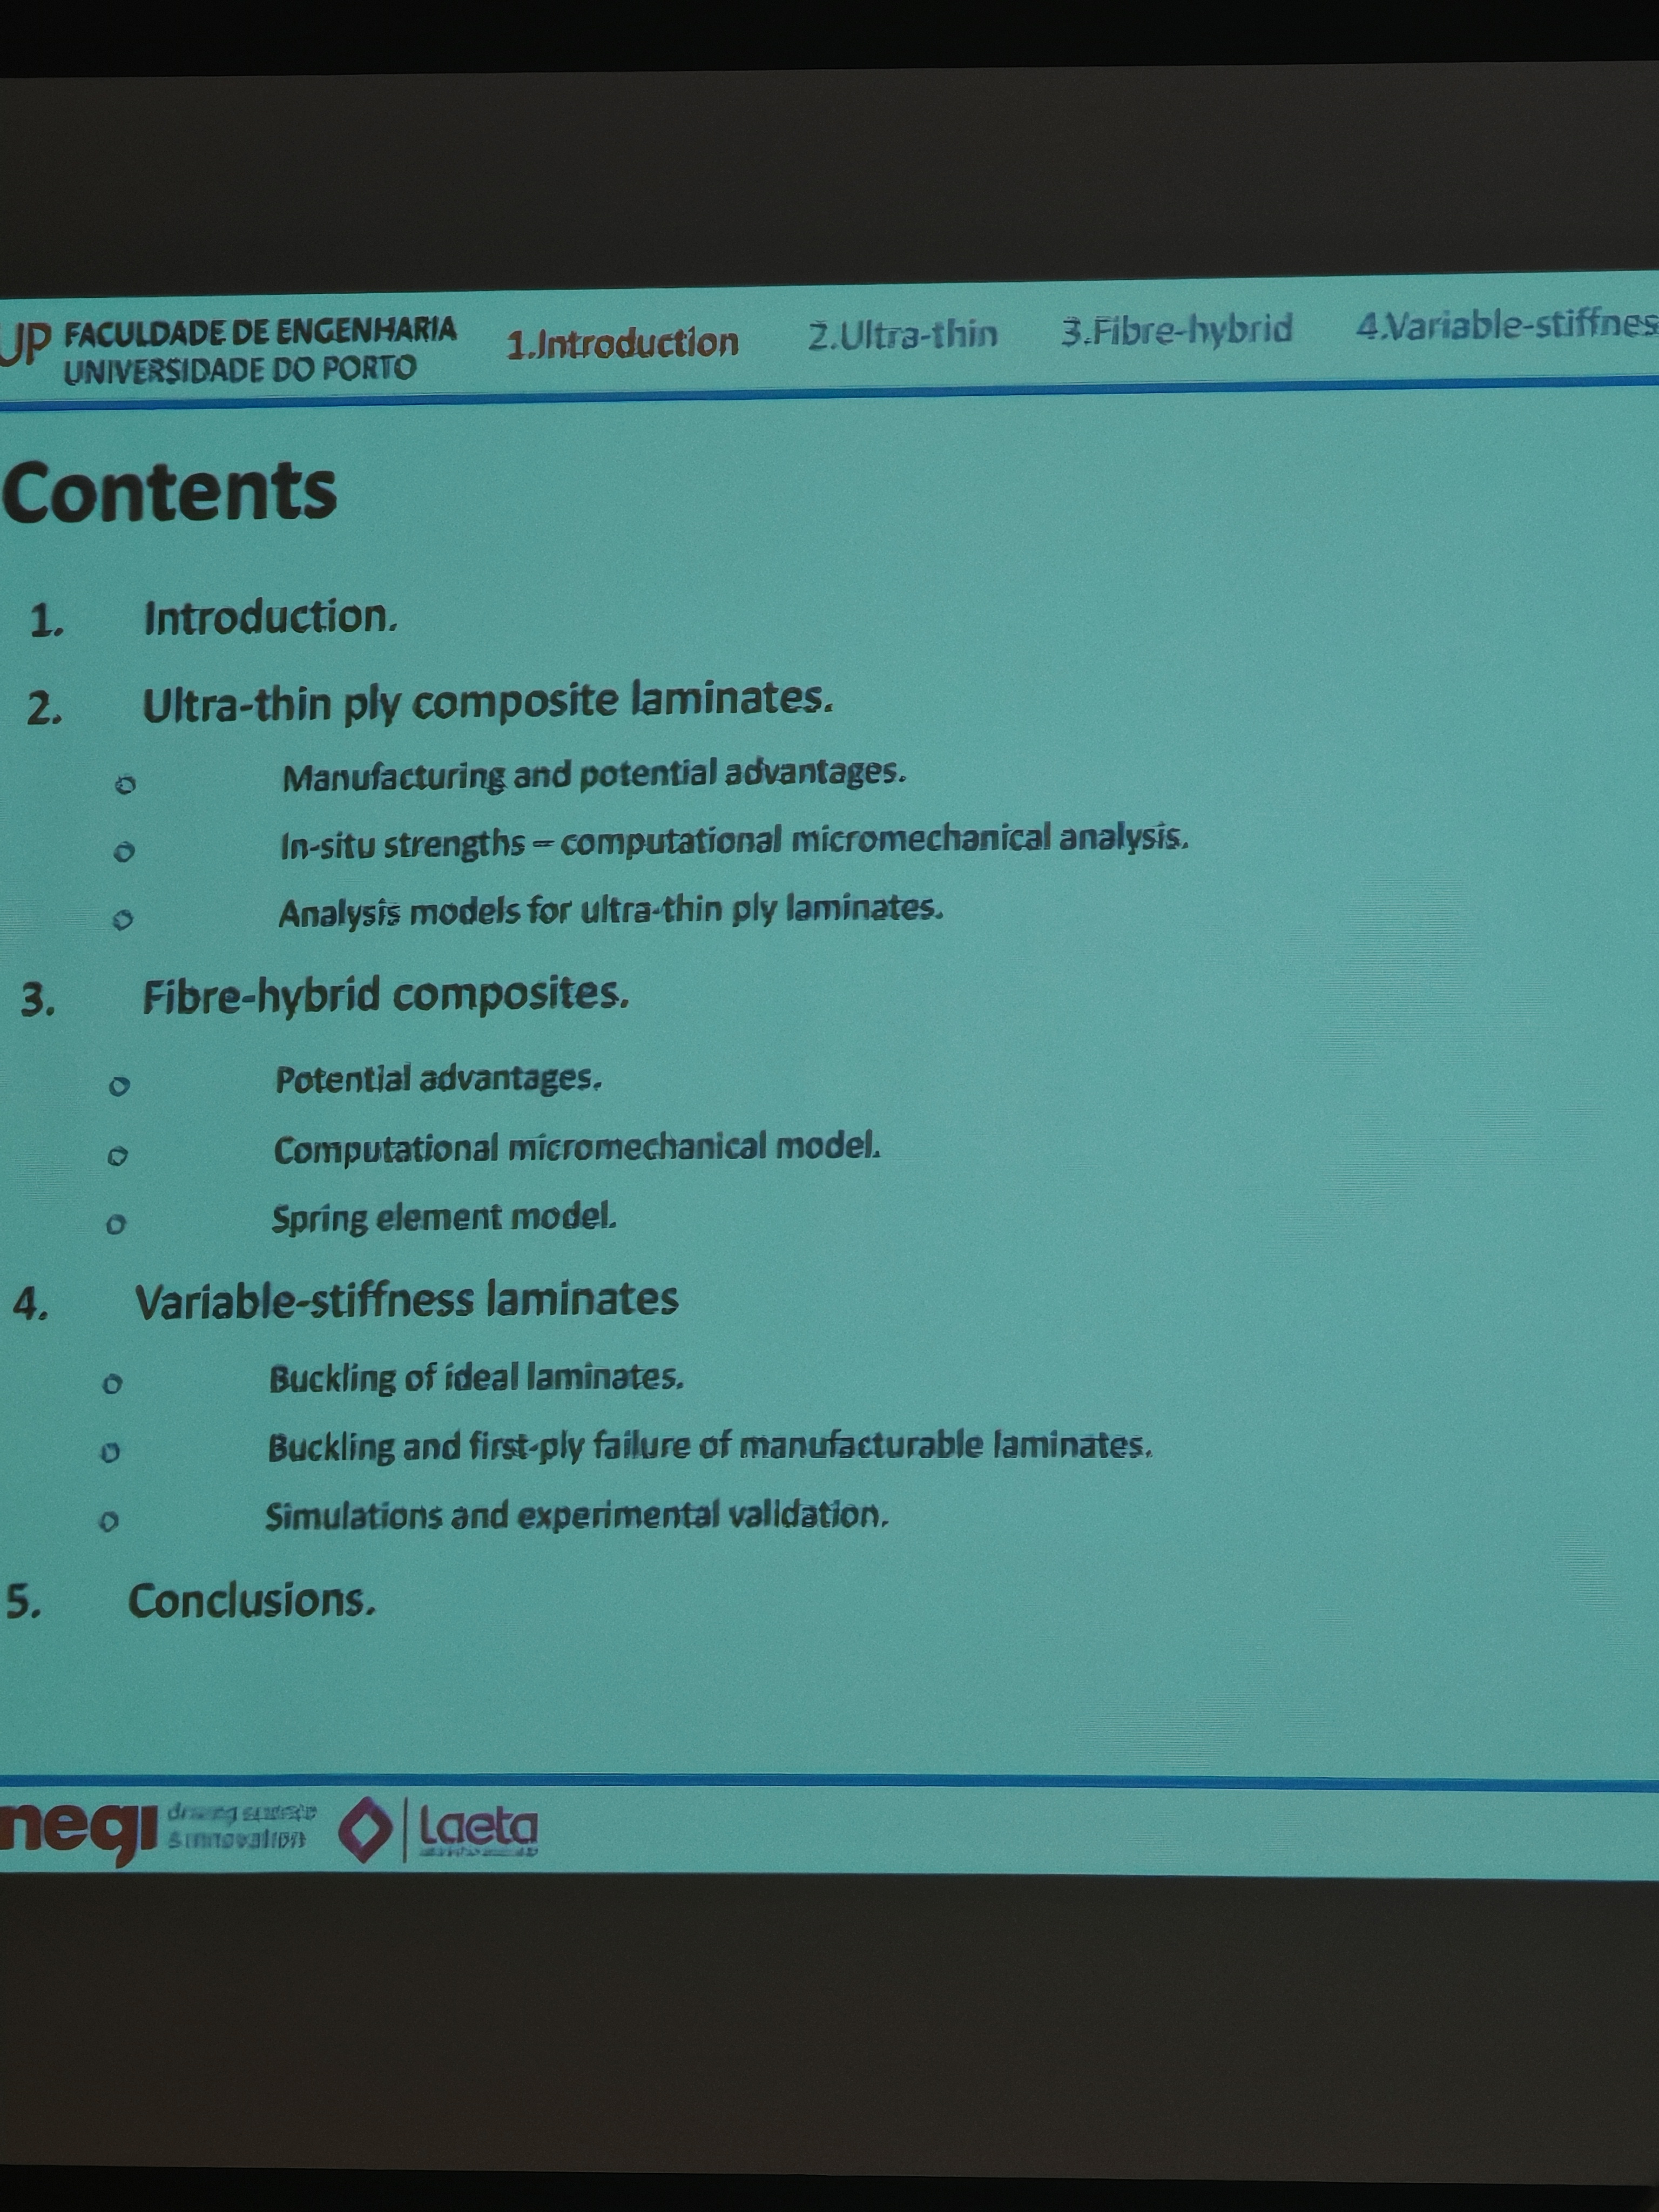 UP FACULDADE DE ENGENHARIA
UNIVERSIDADE DO PORTO
1.Introduction 2.Ultra-thin 3.Fibre-hybrid 4.Variable-stiffnes
Contents
1. Introduction.
2. Ultra-thin ply composite laminates.
o Manufacturing and potential advantages.
o In-situ strengths – computational micromechanical analysis.
o Analysis models for ultra-thin ply laminates.
3. Fibre-hybrid composites.
o Potential advantages.
o Computational micromechanical model.
o Spring element model.
4. Variable-stiffness laminates
o Buckling of ideal laminates.
o Buckling and first-ply failure of manufacturable laminates.
o Simulations and experimental validation.
5. Conclusions.
negi
& innovation
Laeta